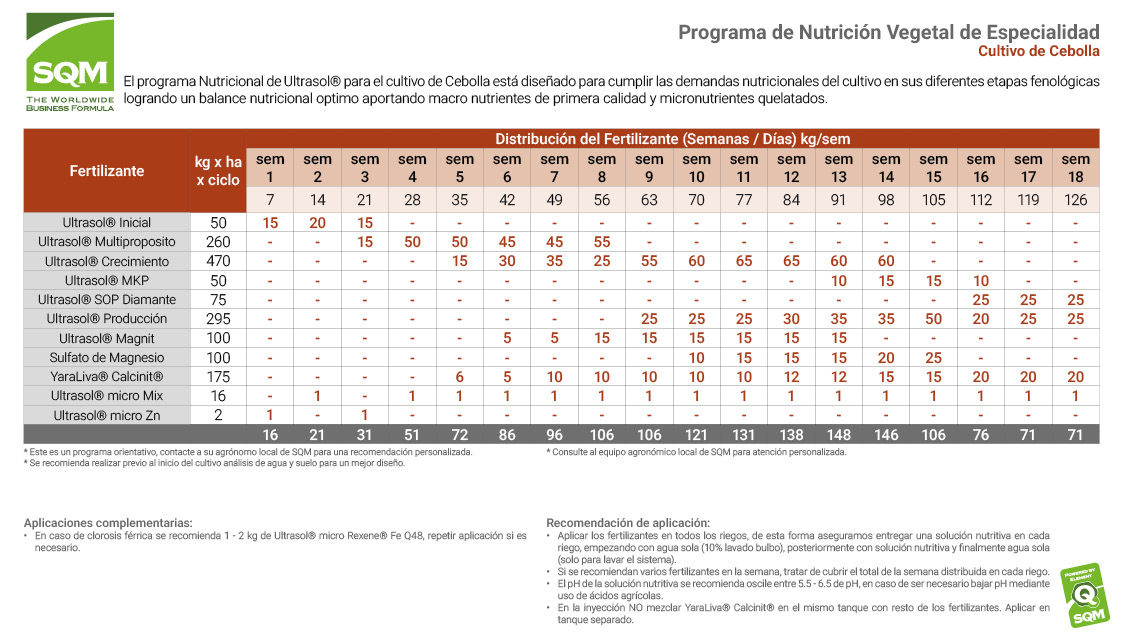 SQM
THE WORLDWIDE
BUSINESS FORMULA
Programa de Nutrición Vegetal de Especialidad
Cultivo de Cebolla
El programa Nutricional de Ultrasol® para el cultivo de Cebolla está diseñado para cumplir las demandas nutricionales del cultivo en sus diferentes etapas fenológicas
logrando un balance nutricional optimo aportando macro nutrientes de primera calidad y micronutrientes quelatados.
Fertilizante kg x ha x ciclo Distribución del Fertilizante (Semanas / Días) kg/sem
sem 1 sem 2 sem 3 sem 4 sem 5 sem 6 sem 7 sem 8 sem 9 sem 10 sem 11 sem 12 sem 13 sem 14 sem 15 sem 16 sem 17 sem 18
7 14 21 28 35 42 49 56 63 70 77 84 91 98 105 112 119 126
Ultrasol® Inicial 50 15 20 15 - - - - - - - - - - - - - - -
Ultrasol® Multiproposito 260 - - 15 50 50 45 45 55 - - - - - - - - - -
Ultrasol® Crecimiento 470 - - - - 15 30 35 25 55 60 65 65 60 60 - - - -
Ultrasol® MKP 50 - - - - - - - - - - - - 10 15 15 10 - -
Ultrasol® SOP Diamante 75 - - - - - - - - - - - - - - - 25 25 25
Ultrasol® Producción 295 - - - - - - - - 25 25 25 30 35 35 50 20 25 25
Ultrasol® Magnit 100 - - - - - 5 5 15 15 15 15 15 15 - - - - -
Sulfato de Magnesio 100 - - - - - - - - - 10 15 15 15 20 25 - - -
YaraLiva® Calcinit® 175 - - - - 6 5 10 10 10 10 10 12 12 15 15 20 20 20
Ultrasol® micro Mix 16 - 1 - 1 1 1 1 1 1 1 1 1 1 1 1 1 1 1
Ultrasol® micro Zn 2 1 - 1 - - - - - - - - - - - - - - -
16 21 31 51 72 86 96 106 106 121 131 138 148 146 106 76 71 71
* Este es un programa orientativo, contacte a su agrónomo local de SQM para una recomendación personalizada.
* Se recomienda realizar previo al inicio del cultivo análisis de agua y suelo para un mejor diseño.
* Consulte al equipo agronómico local de SQM para atención personalizada.
Aplicaciones complementarias:
• En caso de clorosis férrica se recomienda 1 - 2 kg de Ultrasol® micro Rexene® Fe Q48, repetir aplicación si es
necesario.
Recomendación de aplicación:
• Aplicar los fertilizantes en todos los riegos, de esta forma aseguramos entregar una solución nutritiva en cada
riego, empezando con agua sola (10% lavado bulbo), posteriormente con solución nutritiva y finalmente agua sola
(solo para lavar el sistema).
• Si se recomiendan varios fertilizantes en la semana, tratar de cubrir el total de la semana distribuida en cada riego.
• El pH de la solución nutritiva se recomienda oscile entre 5.5 - 6.5 de pH, en caso de ser necesario bajar pH mediante
uso de ácidos agrícolas.
• En la inyección NO mezclar YaraLiva® Calcinit® en el mismo tanque con resto de los fertilizantes. Aplicar en
tanque separado.
POWERED BY
ELEMENT
Q
SQM